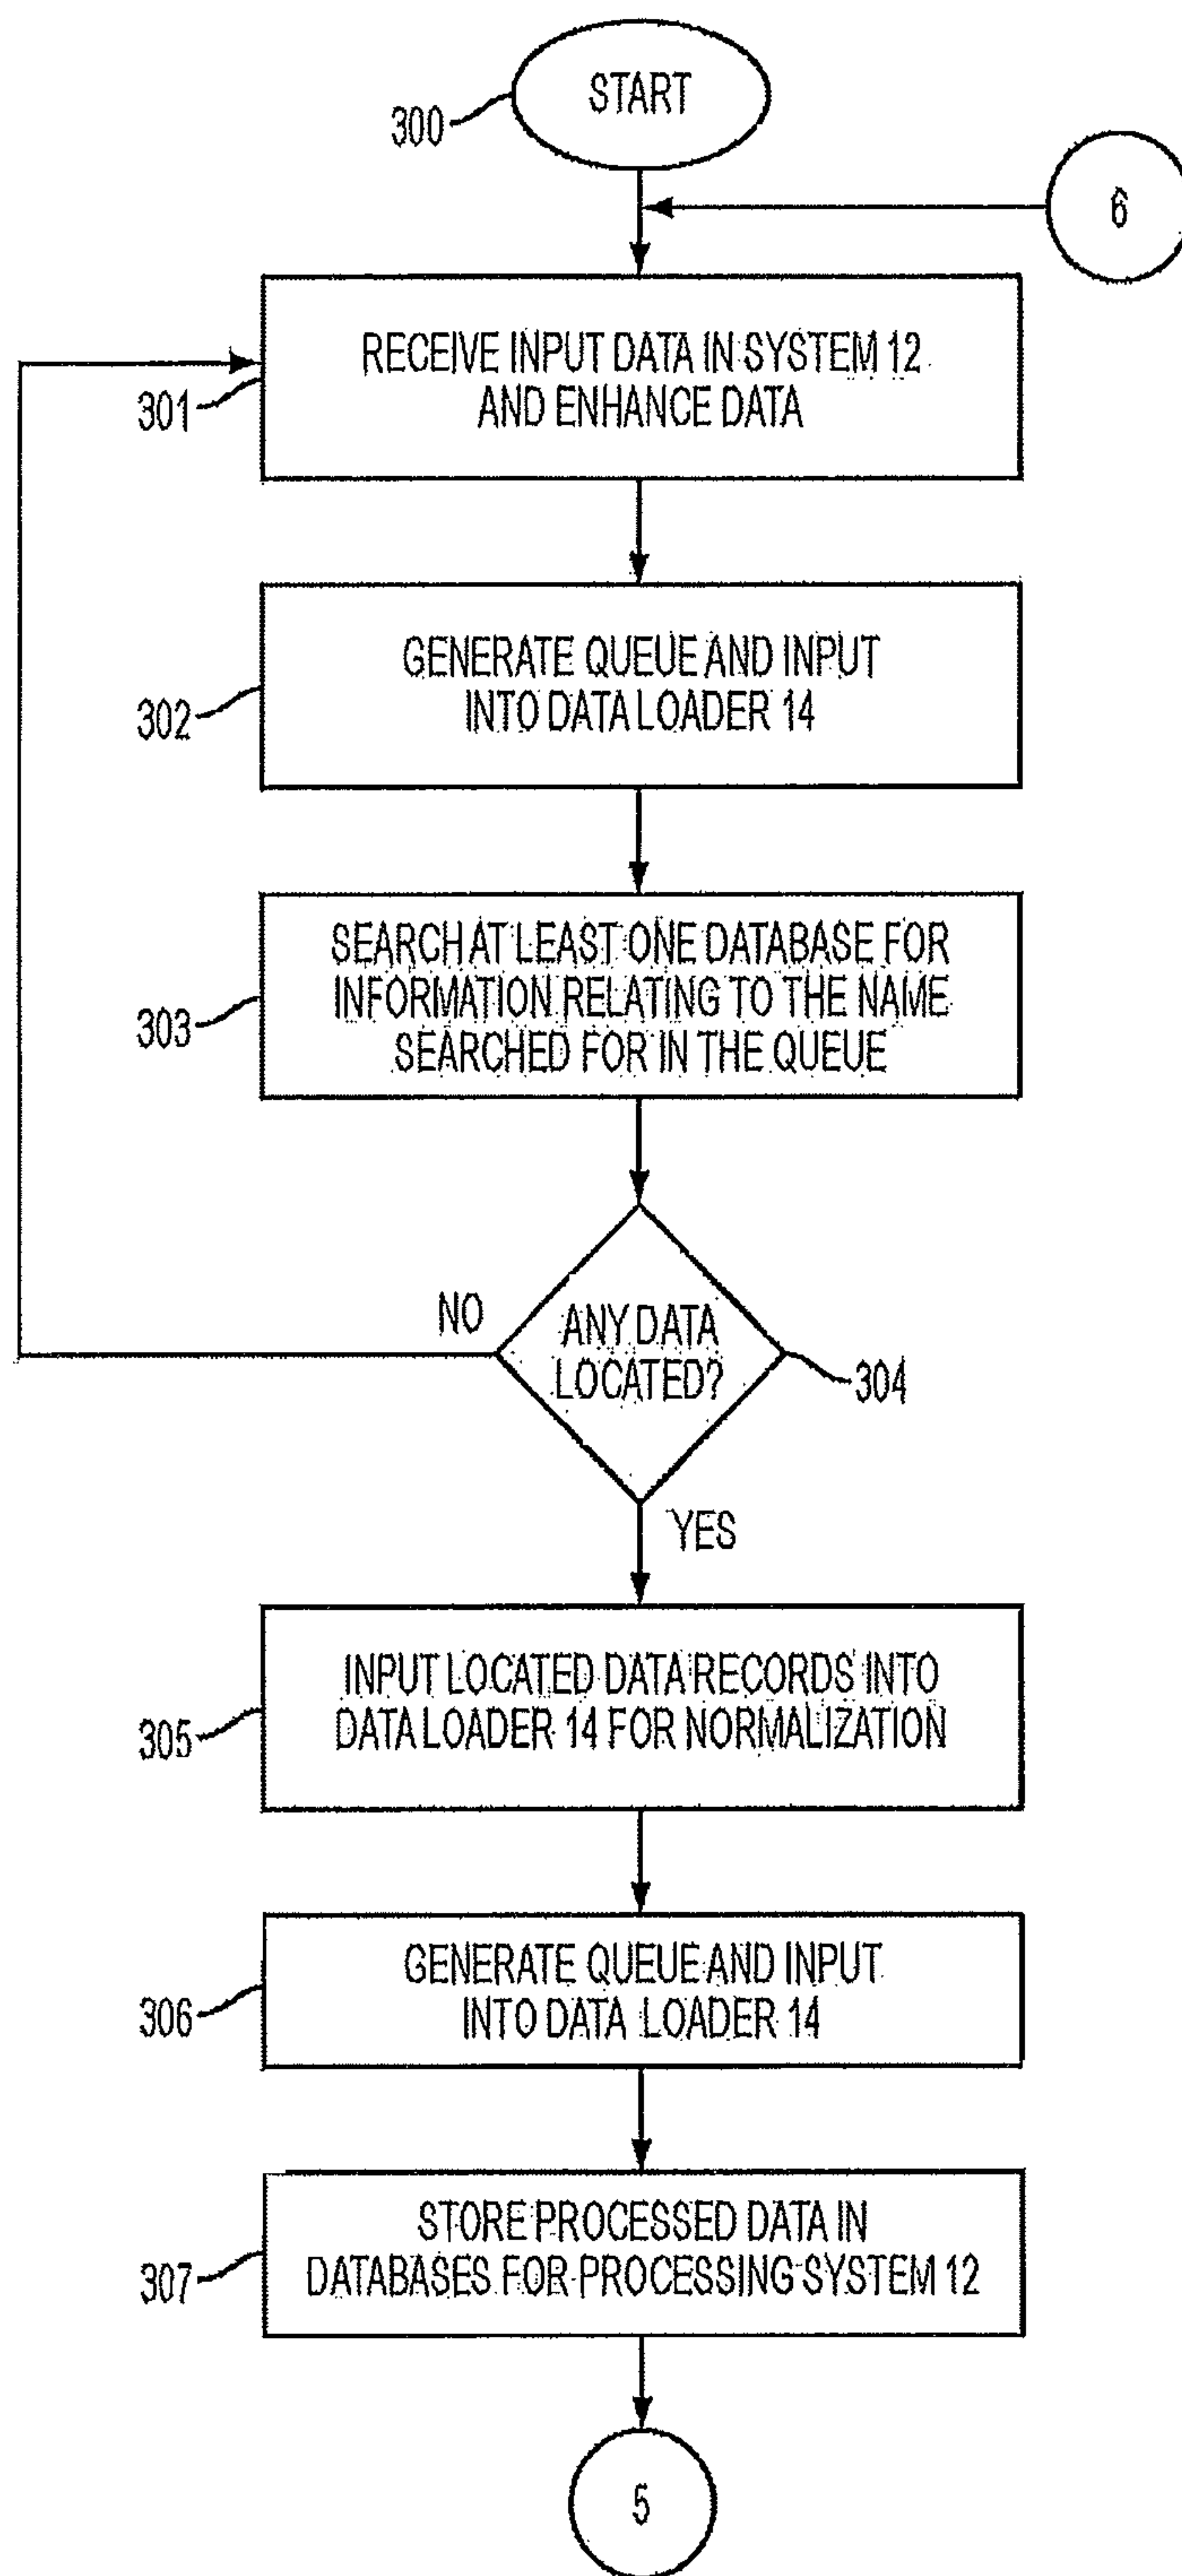 START
300
6
RECEIVE INPUT DATA IN SYSTEM 12
AND ENHANCE DATA
301
GENERATE QUEUE AND INPUT
INTO DATA LOADER 14
302
SEARCH AT LEAST ONE DATABASE FOR
INFORMATION RELATING TO THE NAME
SEARCHED FOR IN THE QUEUE
303
NO
ANY DATA
LOCATED?
304
YES
INPUT LOCATED DATA RECORDS INTO
DATA LOADER 14 FOR NORMALIZATION
305
GENERATE QUEUE AND INPUT
INTO DATA LOADER 14
306
STORE PROCESSED DATA IN
DATABASES FOR PROCESSING SYSTEM 12
307
5